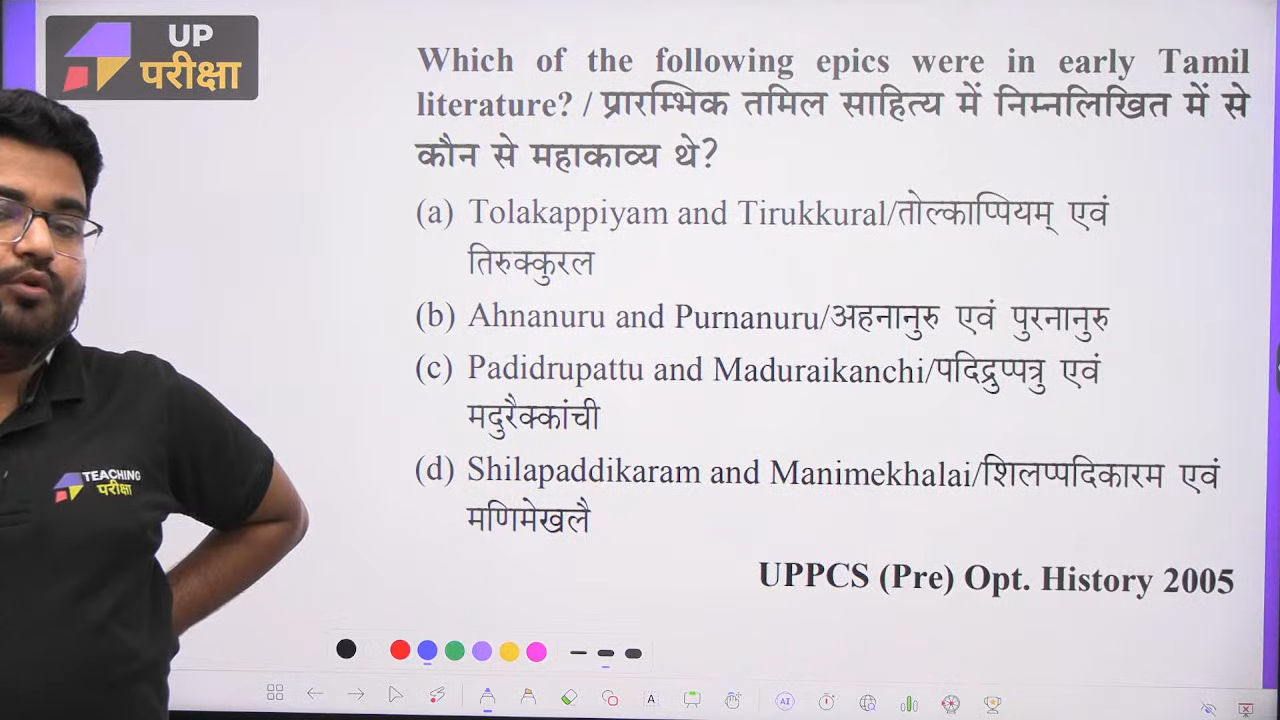 UP
परीक्षा
Which of the following epics were in early Tamil
literature? / प्रारम्भिक तमिल साहित्य में निम्नलिखित में से
कौन से महाकाव्य थे?
(a) Tolakappiyam and Tirukkural/तोल्काप्पियम् एवं
तिरुक्कुरल
(b) Ahnanuru and Purnanuru/अहनानुरु एवं पुरनानुरु
(c) Padidrupattu and Maduraikanchi/पदिद्रुप्पत्रु एवं
मदुरैक्कांची
(d) Shilapaddikaram and Manimekhalai/शिलप्पदिकारम एवं
मणिमेखलै
UPPCS (Pre) Opt. History 2005
TEACHING
परीक्षा
A
AI